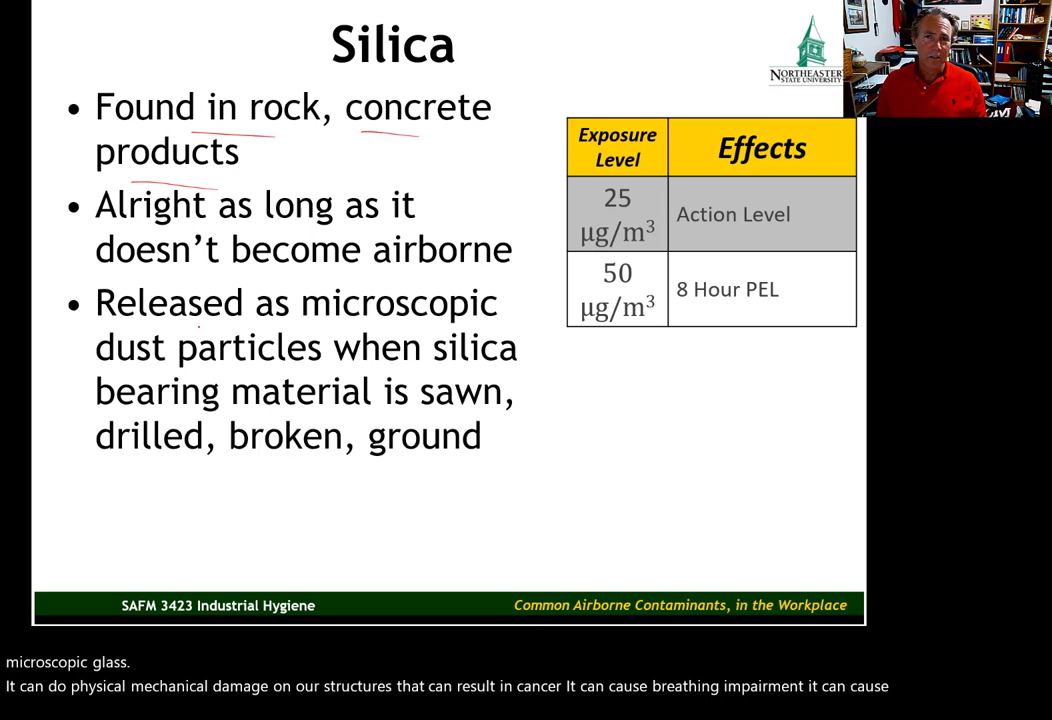 Silica
NORTHEASTERN
STATE UNIVERSITY
• Found in rock, concrete
products
• Alright as long as it
doesn’t become airborne
• Released as microscopic
dust particles when silica
bearing material is sawn,
drilled, broken, ground
Exposure
Level
Effects
25
μg/m³
Action Level
50
μg/m³
8 Hour PEL
SAFM 3423 Industrial Hygiene
Common Airborne Contaminants, in the Workplace
microscopic glass.
It can do physical mechanical damage on our structures that can result in cancer It can cause breathing impairment it can cause